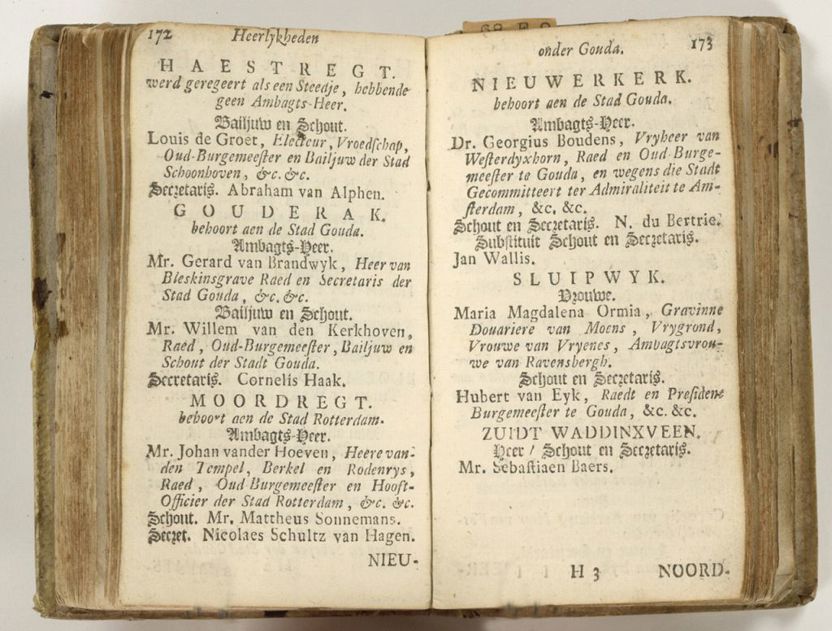 172 Heerlykheden
HAESTREGT.
werd geregeert als een Steedje, hebbende
geen Ambagts-Heer.
Bailjuw en Schout.
Louis de Groet, Electeur, Vroedschap,
Oud-Burgemeester en Bailjuw der Stad
Schoonhoven, &c. &c.
Secretaris. Abraham van Alphen.
GOUDERAK.
behoort aen de Stad Gouda.
Ambagts-Heer.
Mr. Gerard van Brandwyk, Heer van
Bleskinsgrave Raed en Secretaris der
Stad Gouda, &c. &c.
Bailjuw en Schout.
Mr. Willem van den Kerkhoven,
Raed, Oud-Burgemeester, Bailjuw en
Schout der Stadt Gouda.
Secretaris. Cornelis Haak.
MOORDREGT.
behoort aen de Stad Rotterdam.
Ambagts-Heer.
Mr. Johan vander Hoeven, Heere van-
den Tempel, Berkel en Rodenrys,
Raed, Oud Burgemeester en Hooft-
Officier der Stad Rotterdam, &c. &c.
Schout. Mr. Mattheus Sonnemans.
Secret. Nicolaes Schultz van Hagen.
NIEU-
onder Gouda. 173
NIEUWERKERK.
behoort aen de Stad Gouda.
Ambagts-Heer.
Dr. Georgius Boudens, Vryheer van
Westerdyxhorn, Raed en Oud Burge-
meester te Gouda, en wegens die Stadt
Gecommitteert ter Admiraliteit te Am-
sterdam, &c. &c.
Schout en Secretaris. N. du Bertrie.
Substituit Schout en Secretaris.
Jan Wallis.
SLUIPWYK.
Vrouwe.
Maria Magdalena Ormia, Gravinne
Douariere van Moens, Vrygrond,
Vrouwe van Vryenes, Ambagtsvrou-
we van Ravensbergh.
Schout en Secretaris.
Hubert van Eyk, Raedt en President
Burgemeester te Gouda, &c. &c.
ZUIDT WADDINXVEEN.
Heer / Schout en Secretaris.
Mr. Sebastiaen Baers.
H 3 NOORD-